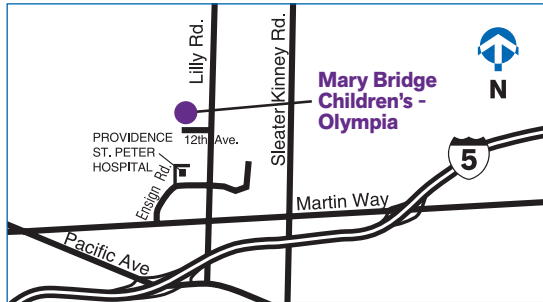 Lilly Rd.
Sleater Kinney Rd.
N
Mary Bridge
Children's -
Olympia
12th Ave.
PROVIDENCE
ST. PETER
HOSPITAL
5
Ensign Rd.
Martin Way
Pacific Ave